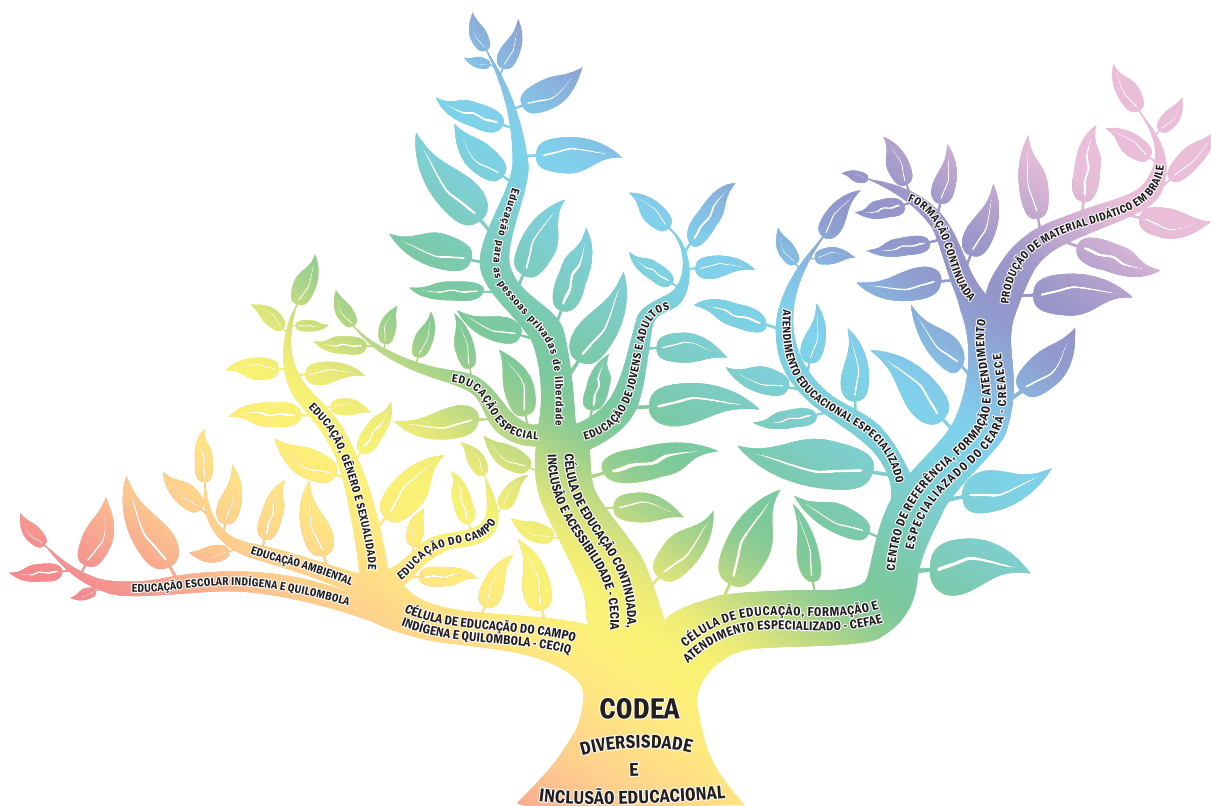 Educação para as pessoas privadas de liberdade
FORMAÇÃO CONTINUADA
PRODUÇÃO DE MATERIAL DIDÁTICO EM BRAILE
EDUCAÇÃO DE JOVENS E ADULTOS
ATENDIMENTO EDUCACIONAL ESPECIALIZADO
EDUCAÇÃO ESPECIAL
EDUCAÇÃO, GÊNERO E SEXUALIDADE
CENTRO DE REFERÊNCIA, FORMAÇÃO E ATENDIMENTO
ESPECIALIAZADO DO CEARÁ - CREAECE
CÉLULA DE EDUCAÇÃO CONTINUADA,
INCLUSÃO E ACESSIBILIDADE - CECIA
EDUCAÇÃO DO CAMPO
EDUCAÇÃO AMBIENTAL
EDUCAÇÃO ESCOLAR INDÍGENA E QUILOMBOLA
CÉLULA DE EDUCAÇÃO DO CAMPO
INDÍGENA E QUILOMBOLA - CECIQ
CÉLULA DE EDUCAÇÃO, FORMAÇÃO E
ATENDIMENTO ESPECIALIZADO - CEFAE
CODEA
DIVERSISDADE
E
INCLUSÃO EDUCACIONAL